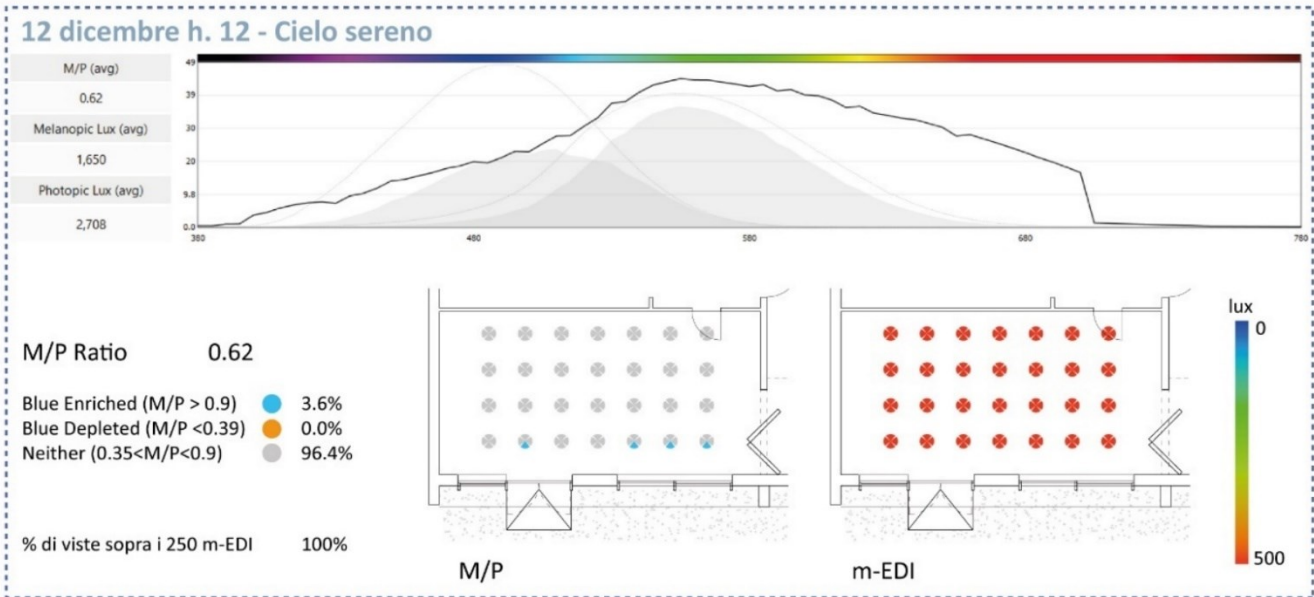 12 dicembre h. 12 - Cielo sereno
M/P (avg)
0.62
Melanopic Lux (avg)
1,650
Photopic Lux (avg)
2,708
49
39
30
20
9.8
0.0
380
480
580
680
780
M/P Ratio 0.62
Blue Enriched (M/P > 0.9) 3.6%
Blue Depleted (M/P <0.39) 0.0%
Neither (0.35<M/P<0.9) 96.4%
% di viste sopra i 250 m-EDI 100%
M/P
m-EDI
lux
0
500